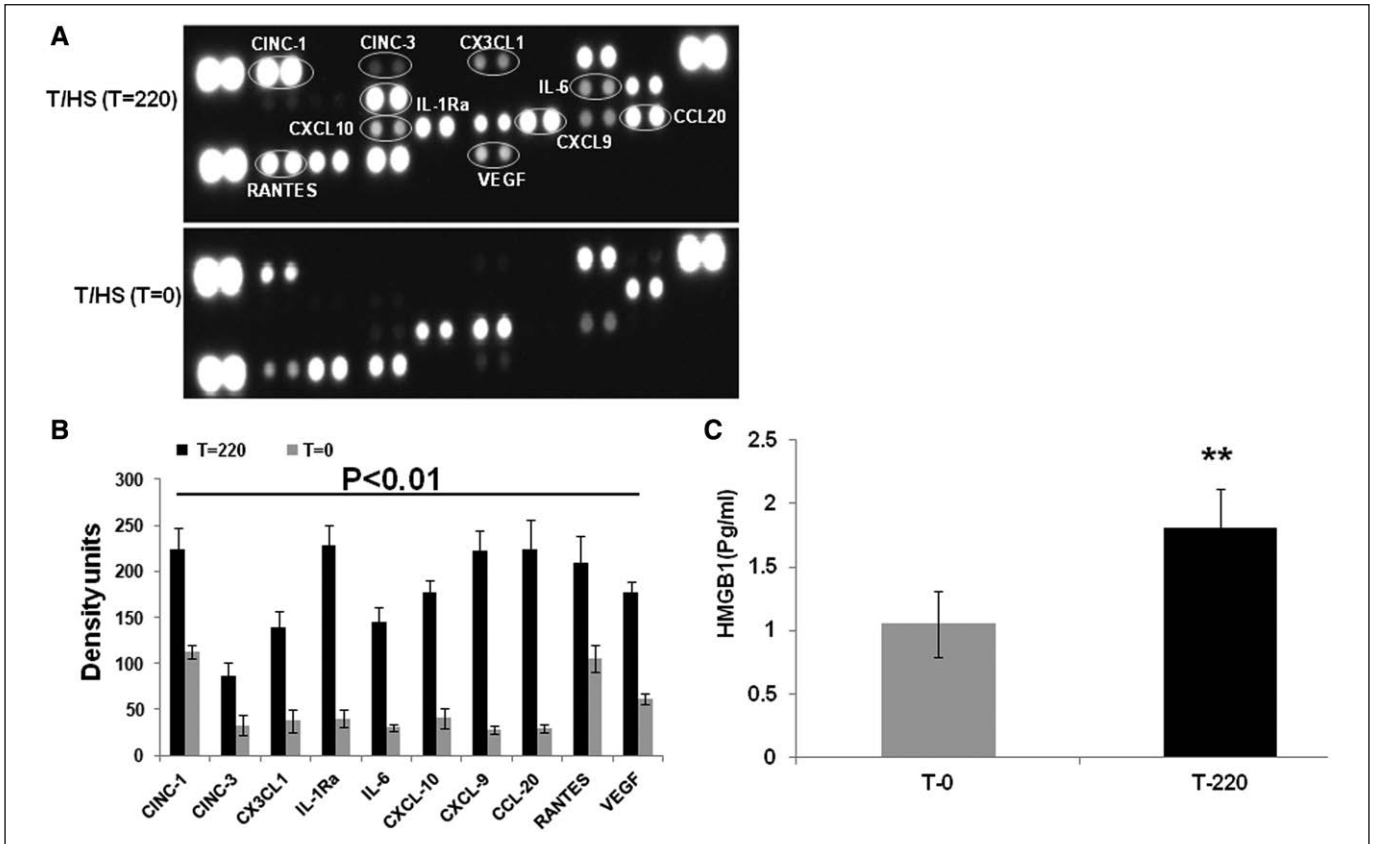 A
CINC-1 CINC-3 CX3CL1
T/HS (T=220)
IL-6
IL-1Ra
CXCL10 CCL20
CXCL9
RANTES VEGF
T/HS (T=0)
B
T=220 T=0
P<0.01
Density units
300
250
200
150
100
50
0
CINC-1 CINC-3 CX3CL1 IL-1Ra IL-6 CXCL-10 CXCL-9 CCL-20 RANTES VEGF
C
HMGB1(Pg/ml)
2.5
2
1.5
1
0.5
0
**
T-0 T-220